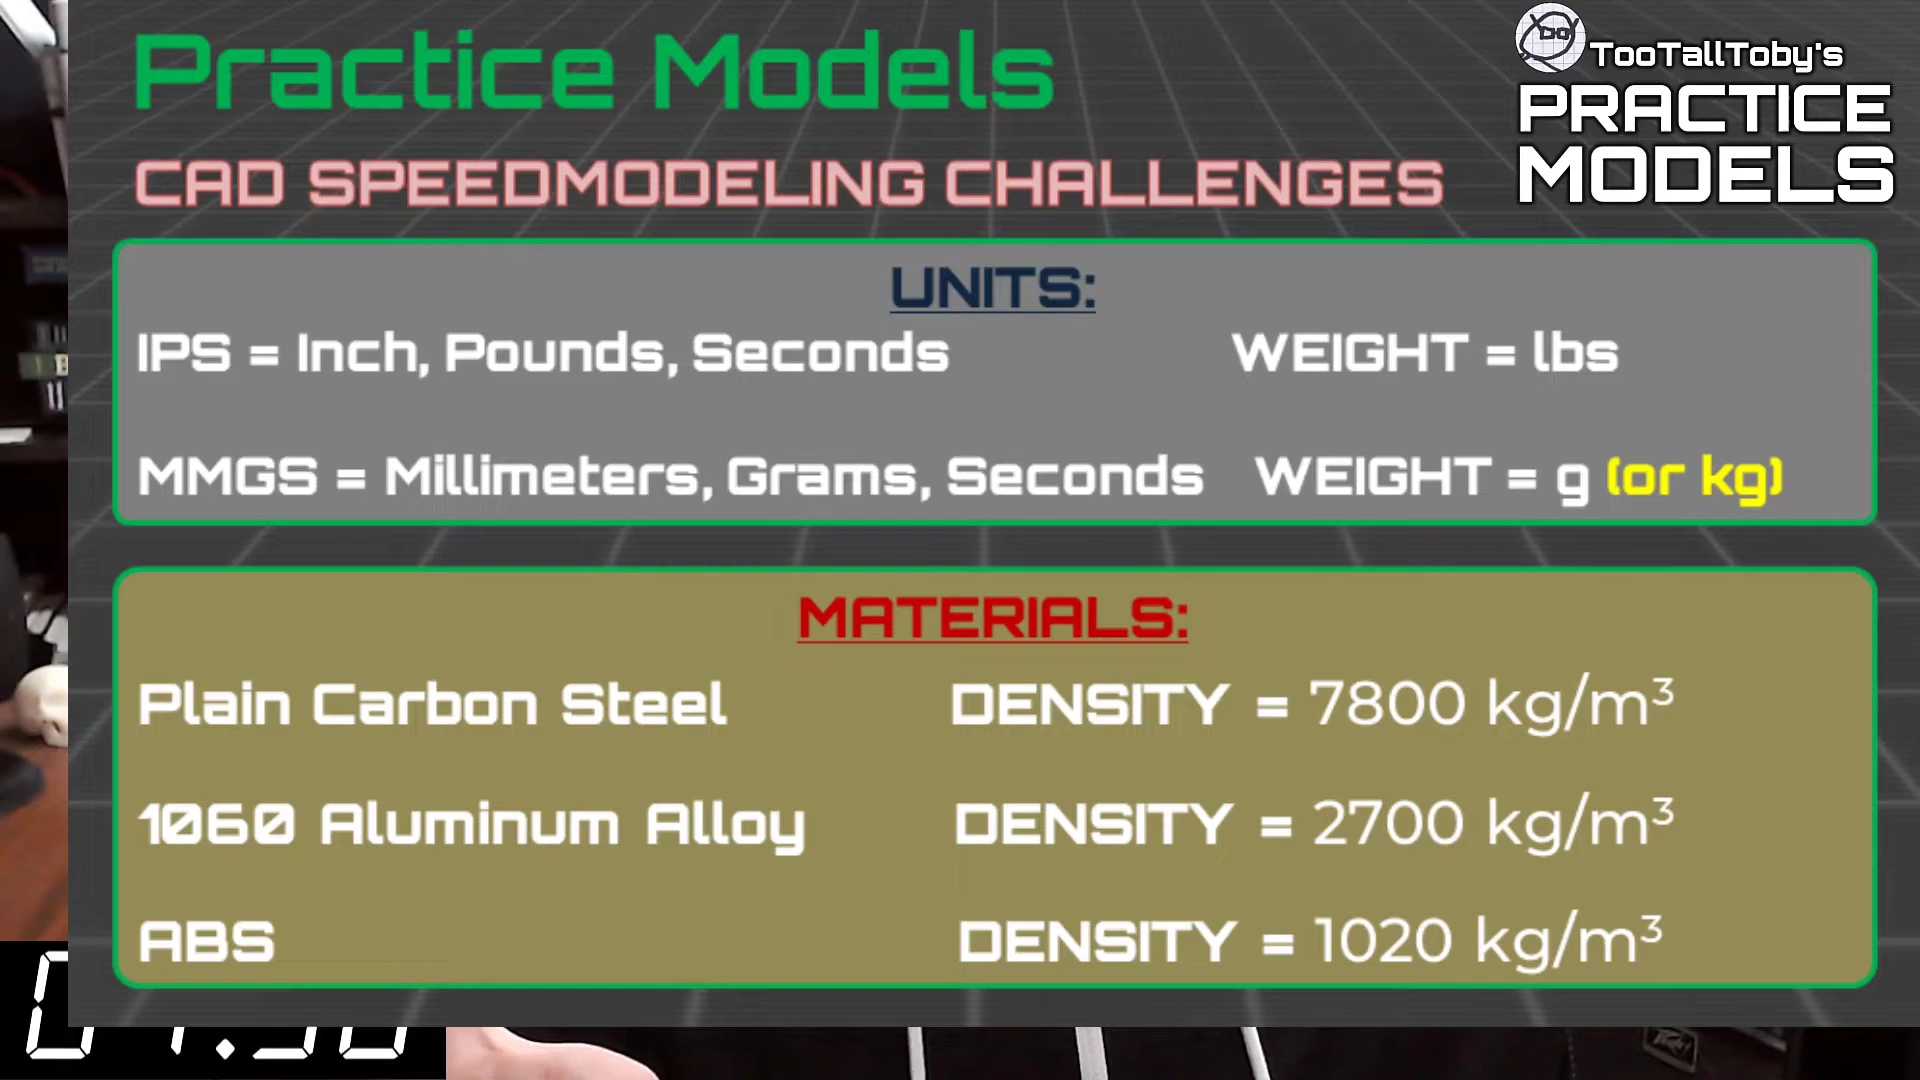 Practice Models
TooTallToby's
PRACTICE
MODELS
CAD SPEEDMODELING CHALLENGES
UNITS:
IPS = Inch, Pounds, Seconds WEIGHT = lbs
MMGS = Millimeters, Grams, Seconds WEIGHT = g (or kg)
MATERIALS:
Plain Carbon Steel DENSITY = 7800 kg/m³
1060 Aluminum Alloy DENSITY = 2700 kg/m³
ABS DENSITY = 1020 kg/m³